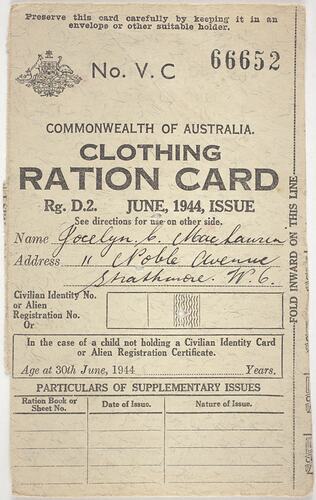 Preserve this card carefully by keeping it in an
envelope or other suitable holder.
No. V.C 66652
COMMONWEALTH OF AUSTRALIA.
CLOTHING
RATION CARD
Rg. D.2. JUNE, 1944, ISSUE
See directions for use on other side.
Name Jocelyn. C. MacLauren
Address 11 Noble Avenue
Strathmore. W.6.
Civilian Identity No.
or Alien
Registration No.
Or
In the case of a child not holding a Civilian Identity Card
or Alien Registration Certificate.
Age at 30th June, 1944 Years.
PARTICULARS OF SUPPLEMENTARY ISSUES
Ration Book or
Sheet No.
Date of Issue.
Nature of Issue.
FOLD INWARD ON THIS LINE